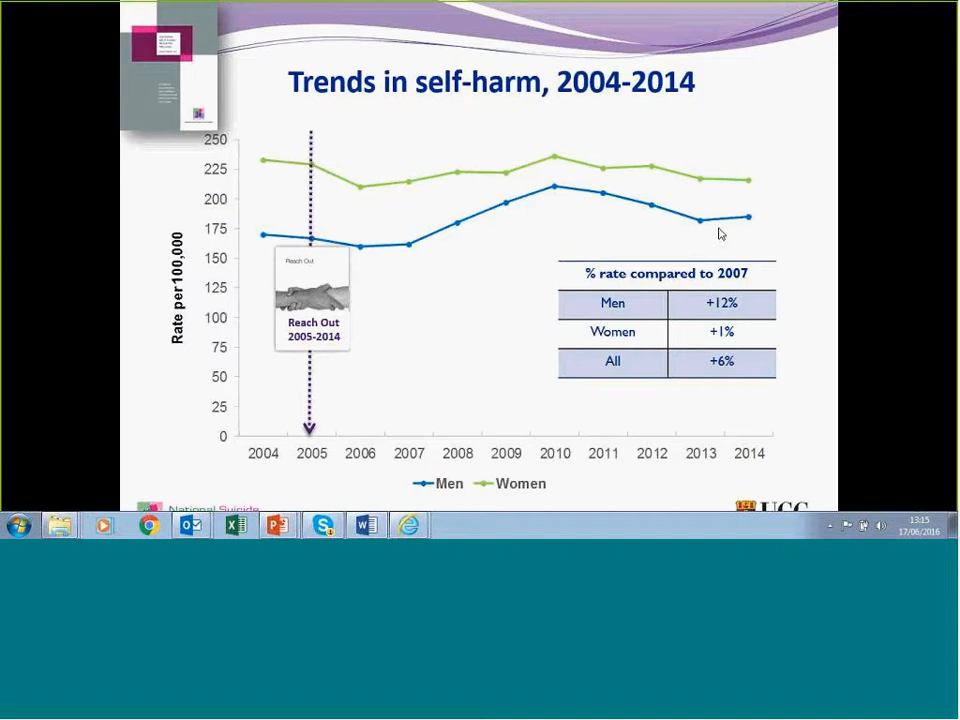 Trends in self-harm, 2004-2014
250
225
200
175
150
125
100
75
50
25
0
Rate per 100,000
Reach Out
Reach Out
2005-2014
% rate compared to 2007
Men +12%
Women +1%
All +6%
2004 2005 2006 2007 2008 2009 2010 2011 2012 2013 2014
Men Women
National Suicide
UCC
13:15
17/06/2016